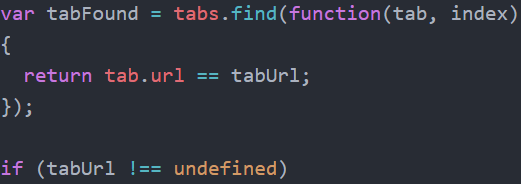 var tabFound = tabs.find(function(tab, index)
{
  return tab.url == tabUrl;
});

if (tabUrl !== undefined)